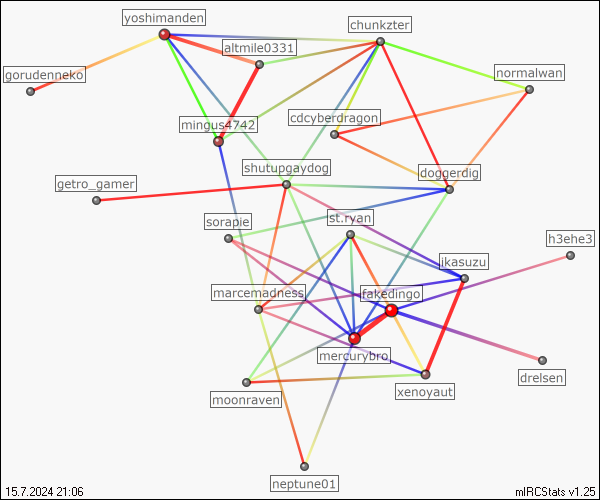 yoshimanden
chunkzter
altmile0331
gorudenneko
normalwan
cdcyberdragon
mingus4742
shutupgaydog
doggerdig
getro_gamer
sorapie
st.ryan
h3ehe3
ikasuzu
marcemadness
fakedingo
mercurybro
drelsen
xenoyaut
moonraven
neptune01
15.7.2024 21:06
mIRCStats v1.25